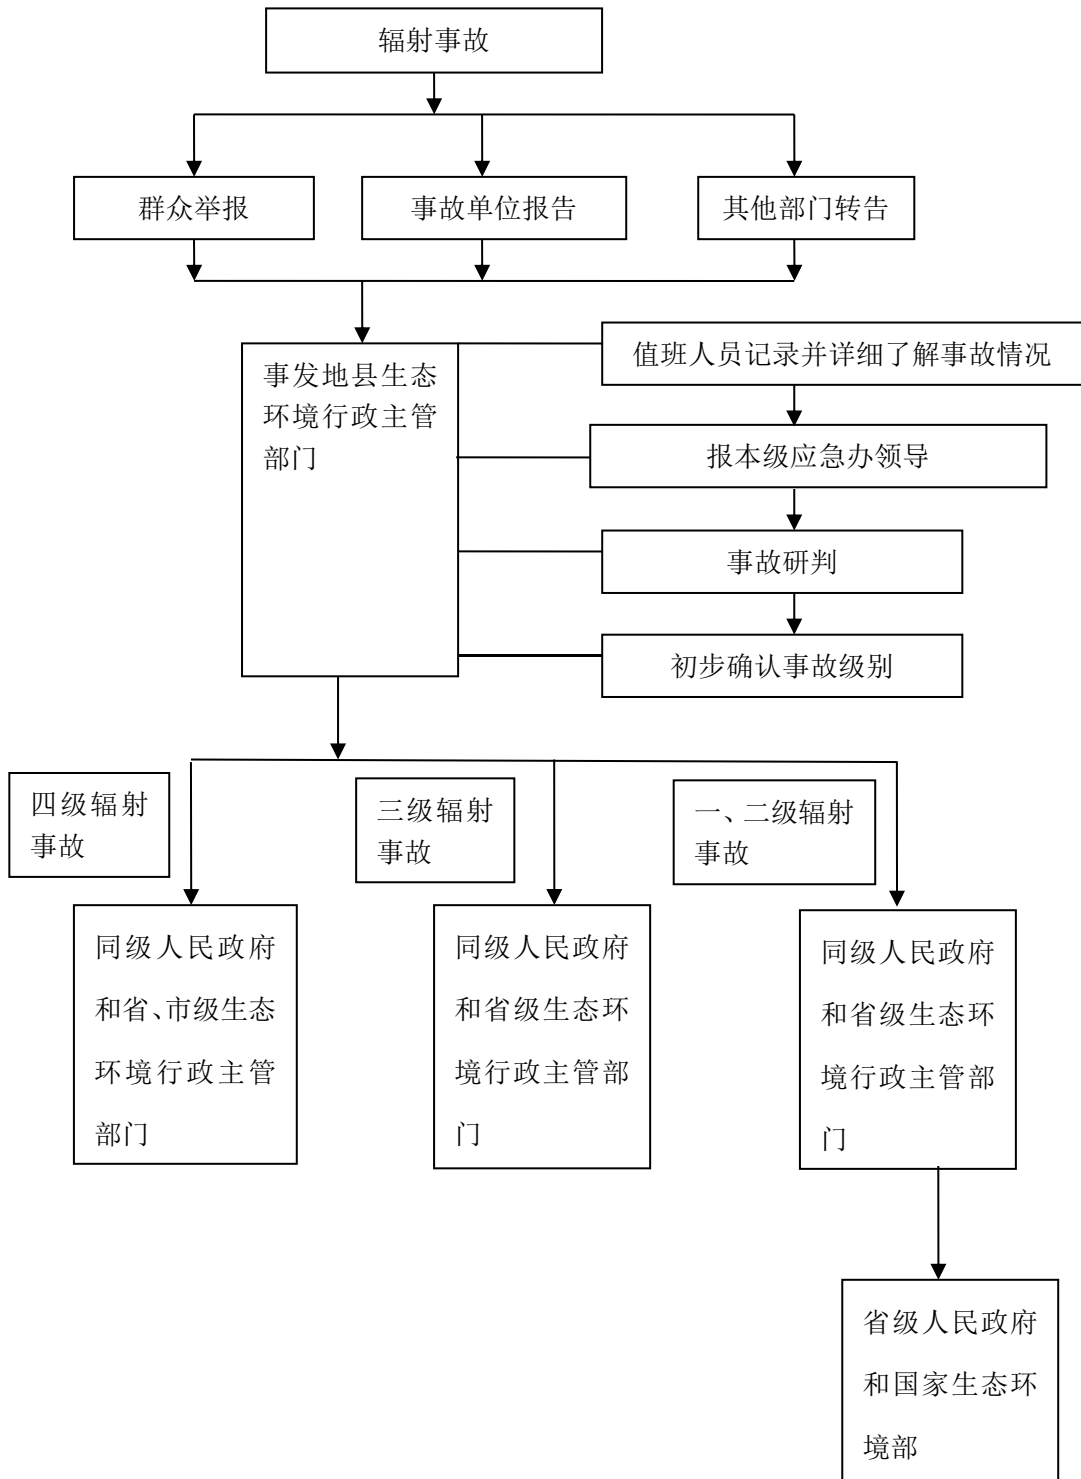 辐射事故
群众举报
事故单位报告
其他部门转告
事发地县生态
环境行政主管
部门
值班人员记录并详细了解事故情况
报本级应急办领导
事故研判
初步确认事故级别
四级辐射
事故
三级辐射
事故
一、二级辐射
事故
同级人民政府
和省、市级生态
环境行政主管
部门
同级人民政府
和省级生态环
境行政主管部
门
同级人民政府
和省级生态环
境行政主管部
门
省级人民政府
和国家生态环
境部